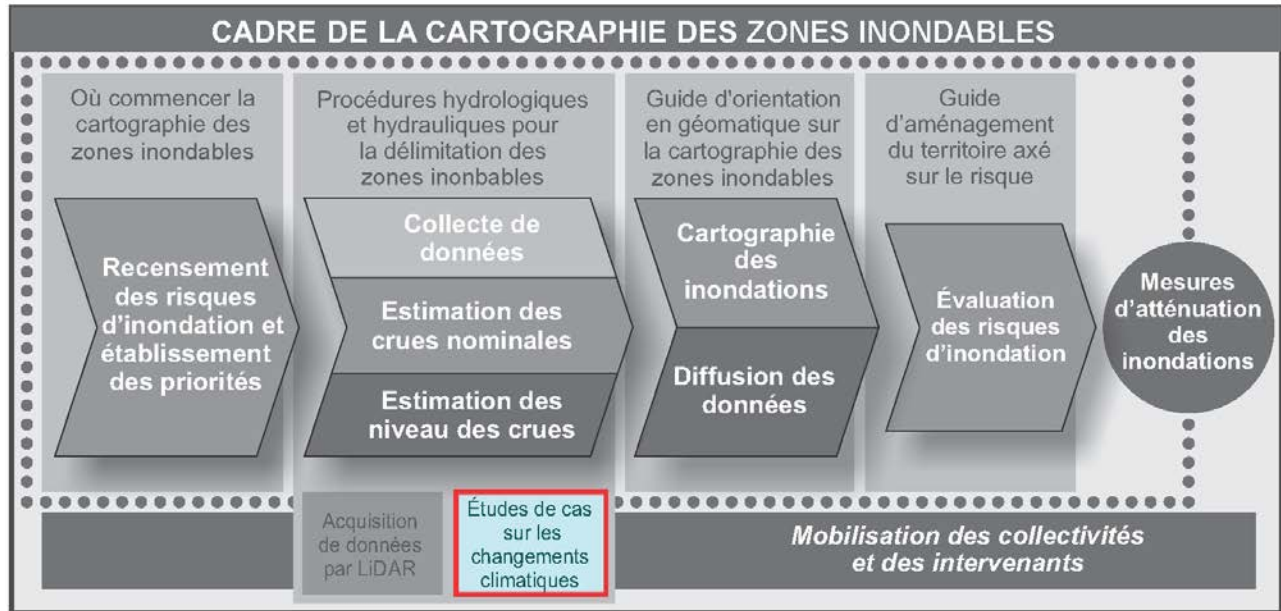 CADRE DE LA CARTOGRAPHIE DES ZONES INONDABLES
Où commencer la
cartographie des
zones inondables
Recensement
des risques
d'inondation et
établissement
des priorités
Procédures hydrologiques
et hydrauliques pour
la délimitation des
zones inonbables
Collecte de
données
Estimation des
crues nominales
Estimation des
niveau des crues
Acquisition
de données
par LiDAR
Études de cas
sur les
changements
climatiques
Guide d'orientation
en géomatique sur
la cartographie des
zones inondables
Cartographie
des
inondations
Diffusion des
données
Guide
d'aménagement
du territoire axé
sur le risque
Évaluation
des risques
d'inondation
Mesures
d'atténuation
des
inondations
Mobilisation des collectivités
et des intervenants